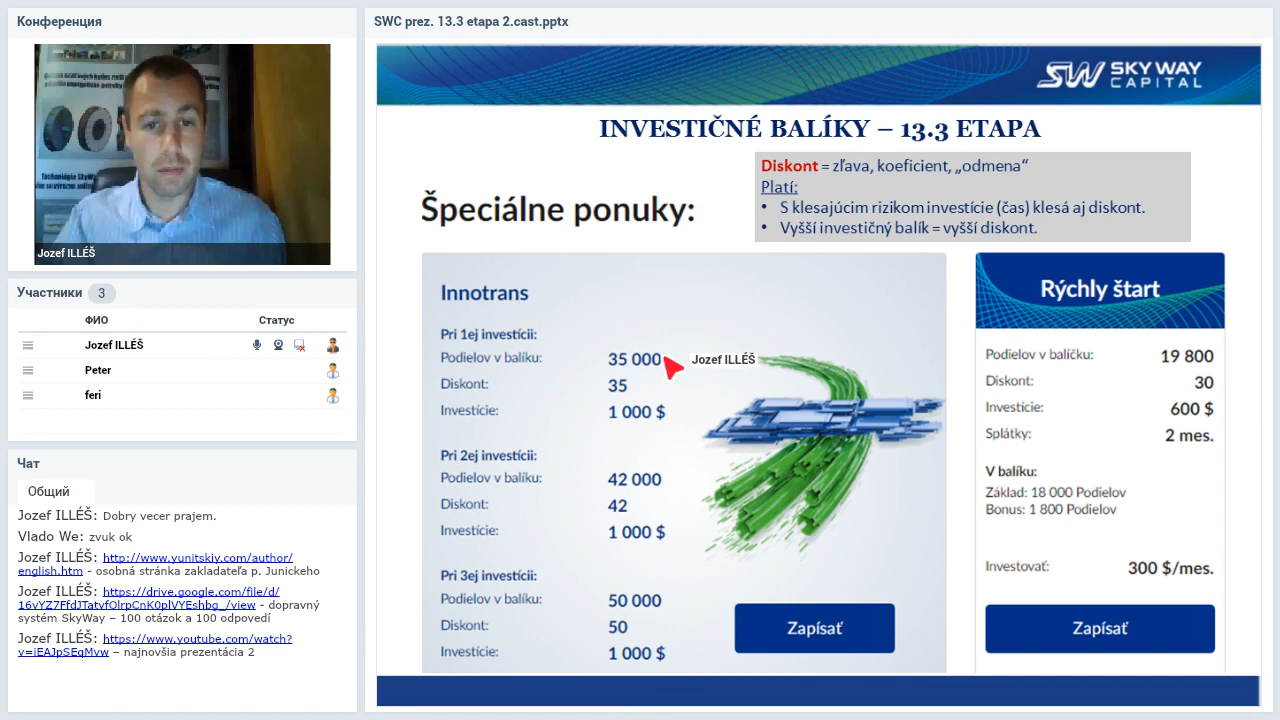 Конференция
Jozef ILLÉŠ
Участники 3
ФИО Статус
Jozef ILLÉŠ
Peter
feri
Чат
Общий
Jozef ILLÉŠ: Dobry vecer prajem.
Vlado We: zvuk ok
Jozef ILLÉŠ: http://www.yunitskiy.com/author/
english.htm - osobná stránka zakladateľa p. Junickeho
Jozef ILLÉŠ: https://drive.google.com/file/d/
16vYZ7FfdJTatvfOlrpCnK0plVYEshbg_/view - dopravný
systém SkyWay – 100 otázok a 100 odpovedí
Jozef ILLÉŠ: https://www.youtube.com/watch?
v=iEAJpSEqMvw – najnovšia prezentácia 2
SWC prez. 13.3 etapa 2.cast.pptx
SW SKY WAY
CAPITAL
INVESTIČNÉ BALÍKY – 13.3 ETAPA
Diskont = zľava, koeficient, „odmena“
Platí:
• S klesajúcim rizikom investície (čas) klesá aj diskont.
• Vyšší investičný balík = vyšší diskont.
Špeciálne ponuky:
Innotrans
Pri 1ej investícii:
Podielov v balíku: 35 000
Jozef ILLÉŠ
Diskont: 35
Investície: 1 000 $
Pri 2ej investícii:
Podielov v balíku: 42 000
Diskont: 42
Investície: 1 000 $
Pri 3ej investícii:
Podielov v balíku: 50 000
Diskont: 50
Investície: 1 000 $
Zapísať
Rýchly štart
Podielov v balíčku: 19 800
Diskont: 30
Investície: 600 $
Splátky: 2 mes.
V balíku:
Základ: 18 000 Podielov
Bonus: 1 800 Podielov
Investovať: 300 $/mes.
Zapísať